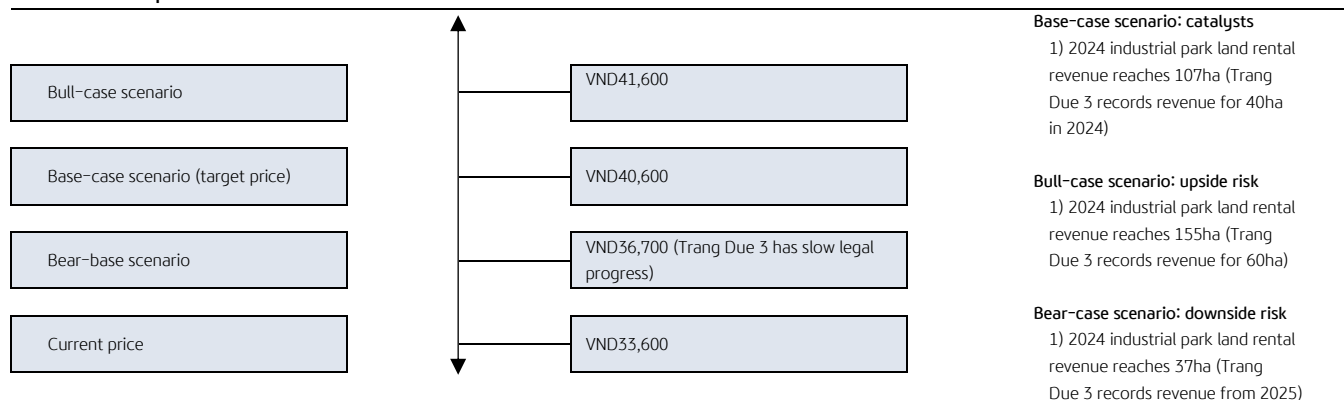 Bull-case scenario
VND41,600
Base-case scenario (target price)
VND40,600
Bear-base scenario
VND36,700 (Trang Due 3 has slow legal
progress)
Current price
VND33,600
Base-case scenario: catalysts
1) 2024 industrial park land rental
revenue reaches 107ha (Trang
Due 3 records revenue for 40ha
in 2024)
Bull-case scenario: upside risk
1) 2024 industrial park land rental
revenue reaches 155ha (Trang
Due 3 records revenue for 60ha)
Bear-case scenario: downside risk
1) 2024 industrial park land rental
revenue reaches 37ha (Trang
Due 3 records revenue from 2025)